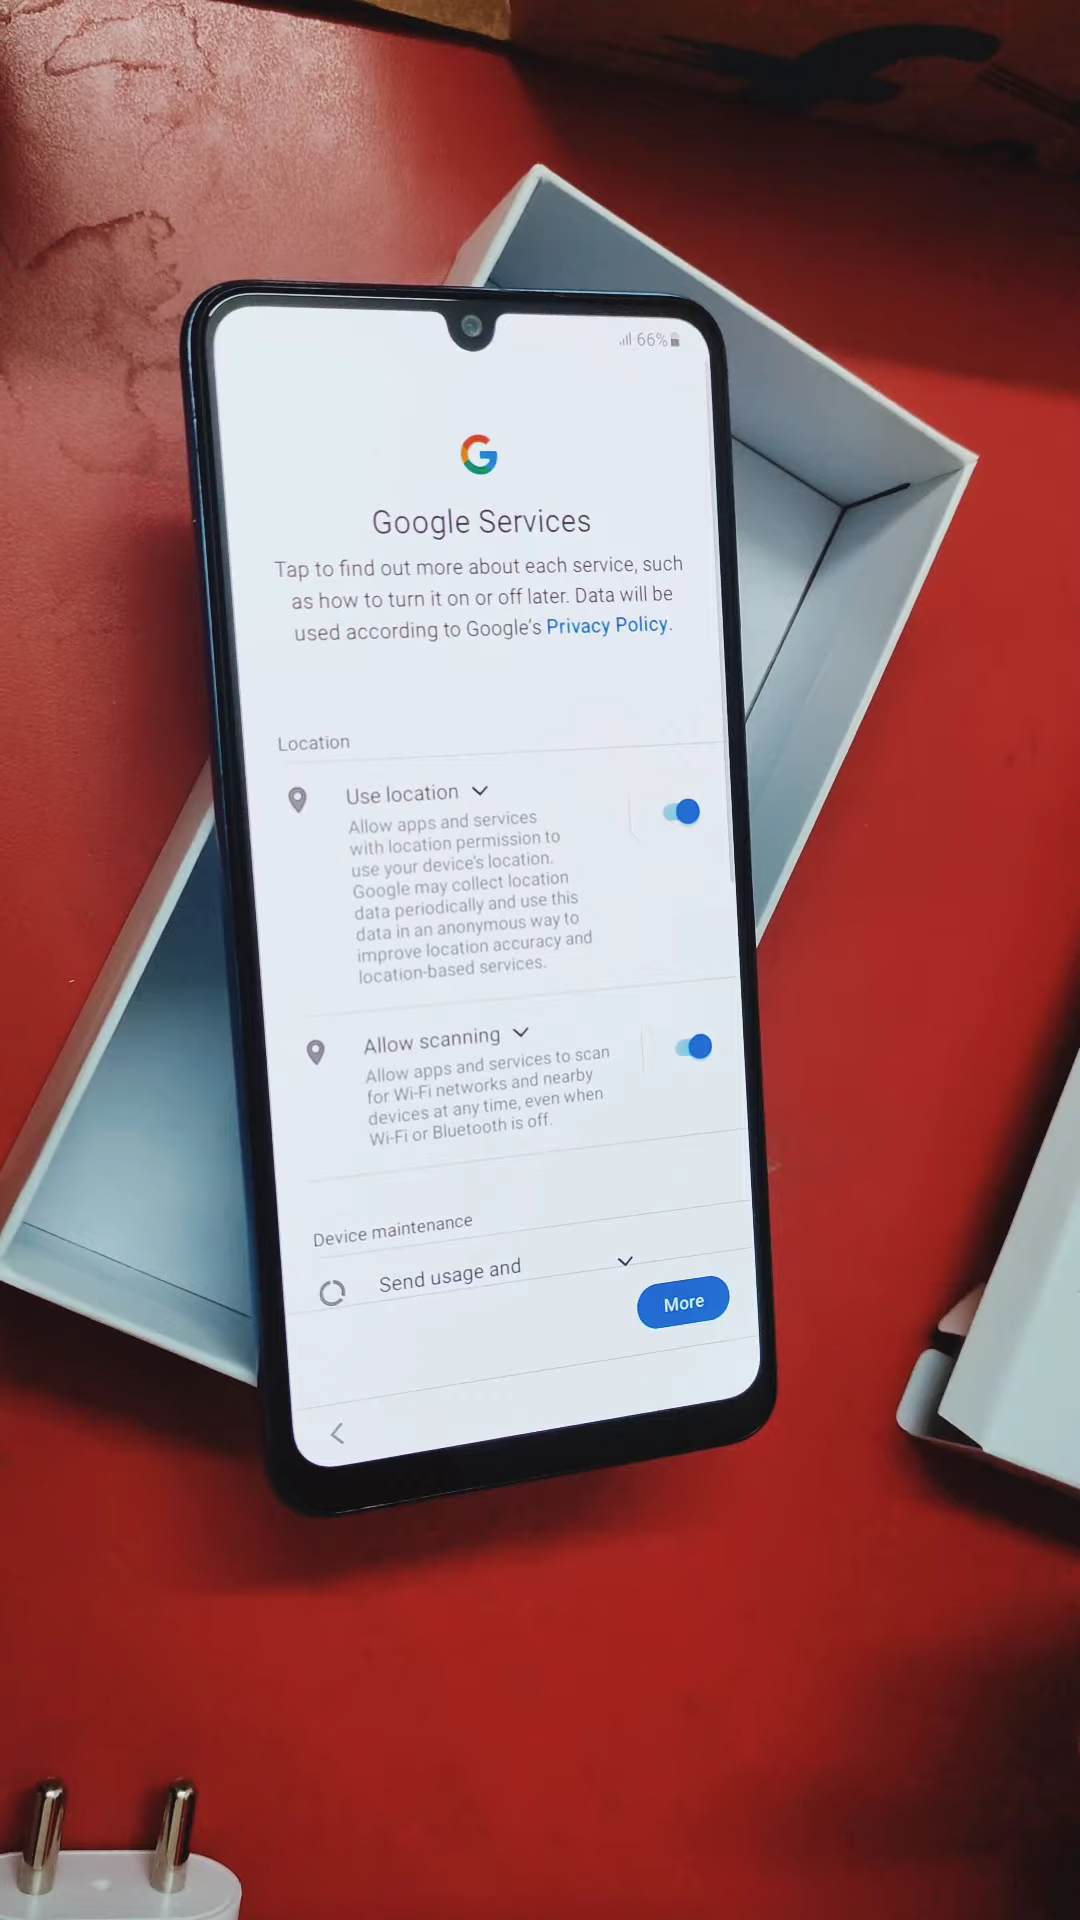 66%
Google Services
Tap to find out more about each service, such
as how to turn it on or off later. Data will be
used according to Google's Privacy Policy.
Location
Use location
Allow apps and services
with location permission to
use your device's location.
Google may collect location
data periodically and use this
data in an anonymous way to
improve location accuracy and
location-based services.
Allow scanning
Allow apps and services to scan
for Wi-Fi networks and nearby
devices at any time, even when
Wi-Fi or Bluetooth is off.
Device maintenance
Send usage and
More